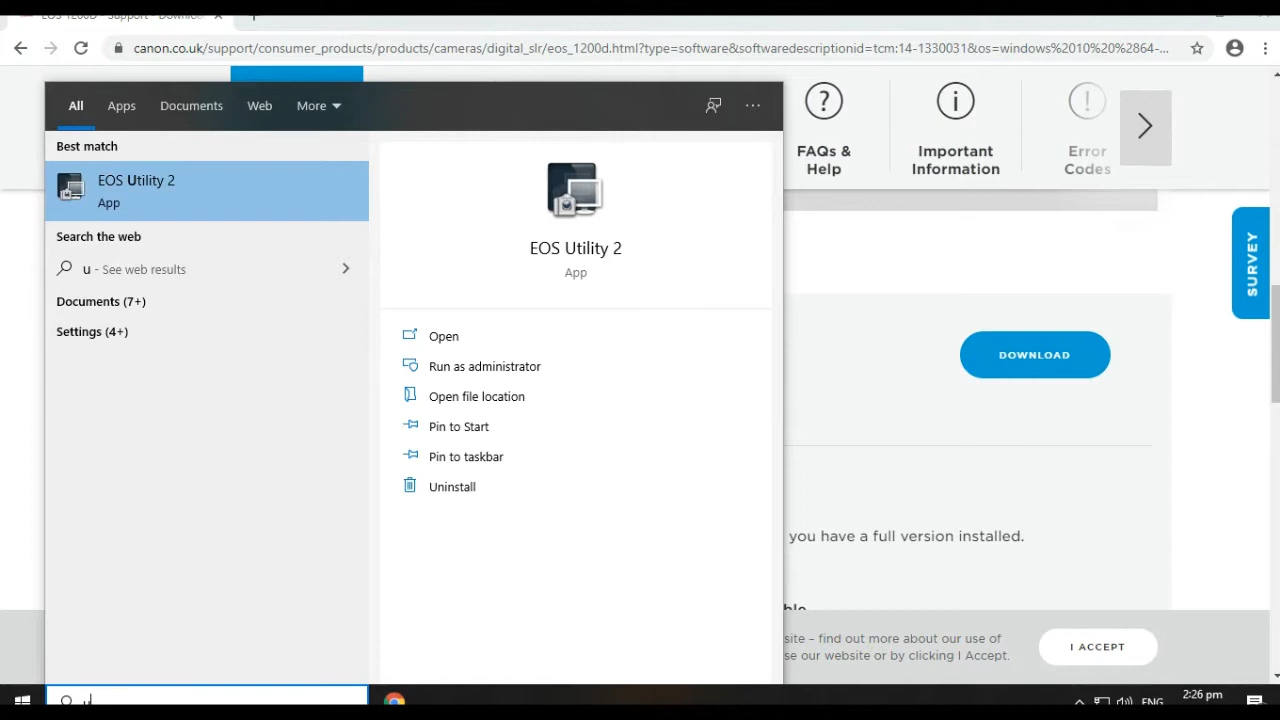 EOS 1200D - Support - Downloa
canon.co.uk/support/consumer_products/products/cameras/digital_slr/eos_1200d.html?type=software&softwaredescriptionid=tcm:14-1330031&os=windows%2010%20%2864-...
All Apps Documents Web More
Best match
EOS Utility 2
App
Search the web
u - See web results
Documents (7+)
Settings (4+)
EOS Utility 2
App
Open
Run as administrator
Open file location
Pin to Start
Pin to taskbar
Uninstall
FAQs &
Help
Important
Information
Error
Codes
SURVEY
DOWNLOAD
you have a full version installed.
site – find out more about our use of
se our website or by clicking I Accept.
I ACCEPT
u
ENG
2:26 pm